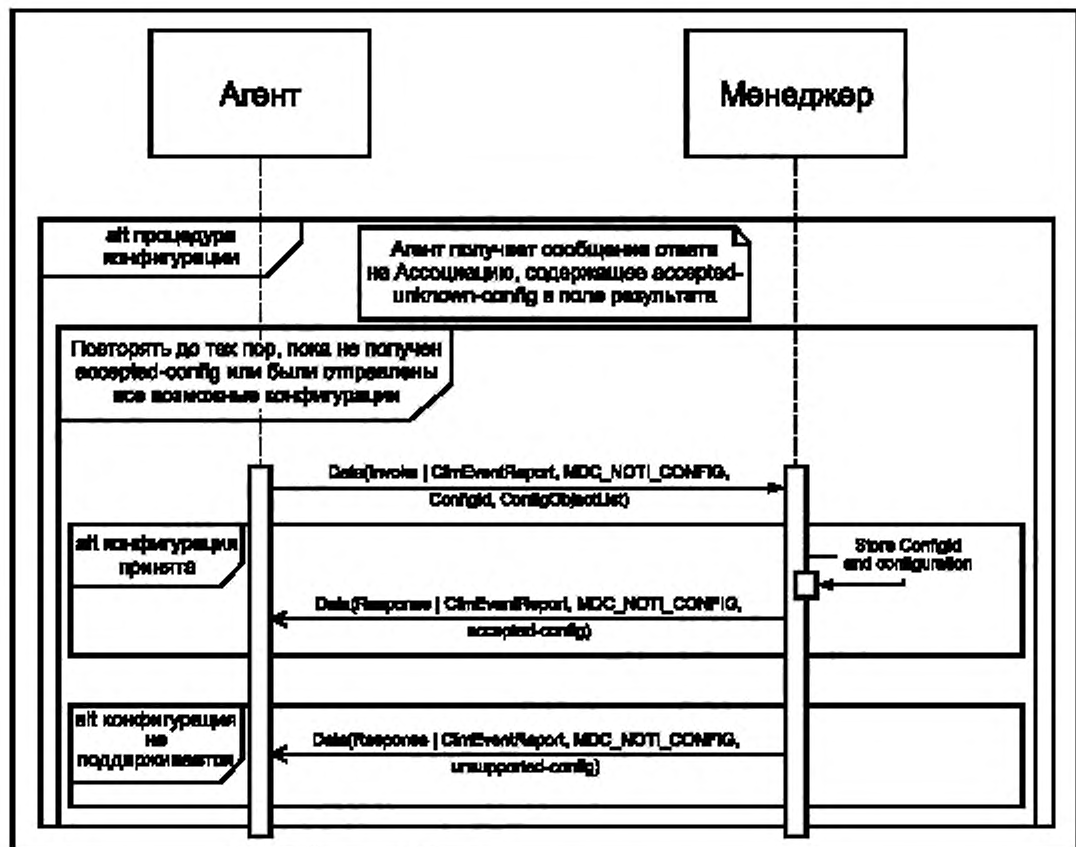 Агент
Менеджер
alt процедура
конфигурации
Агент получает сообщение ответа
на Ассоциацию, содержащее accepted-
unknown-config в поле результата
Повторять до тех пор, пока не получен
accepted-config или были отправлены
все возможные конфигурации
Data(Invoke | CfmEventReport, MDC_NOTI_CONFIG,
ConfigId, ConfigObjectList)
alt конфигурация
принята
Store ConfigId
and configuration
Data(Response | CfmEventReport, MDC_NOTI_CONFIG,
accepted-config)
alt конфигурация
не
поддерживается
Data(Response | CfmEventReport, MDC_NOTI_CONFIG,
unsupported-config)